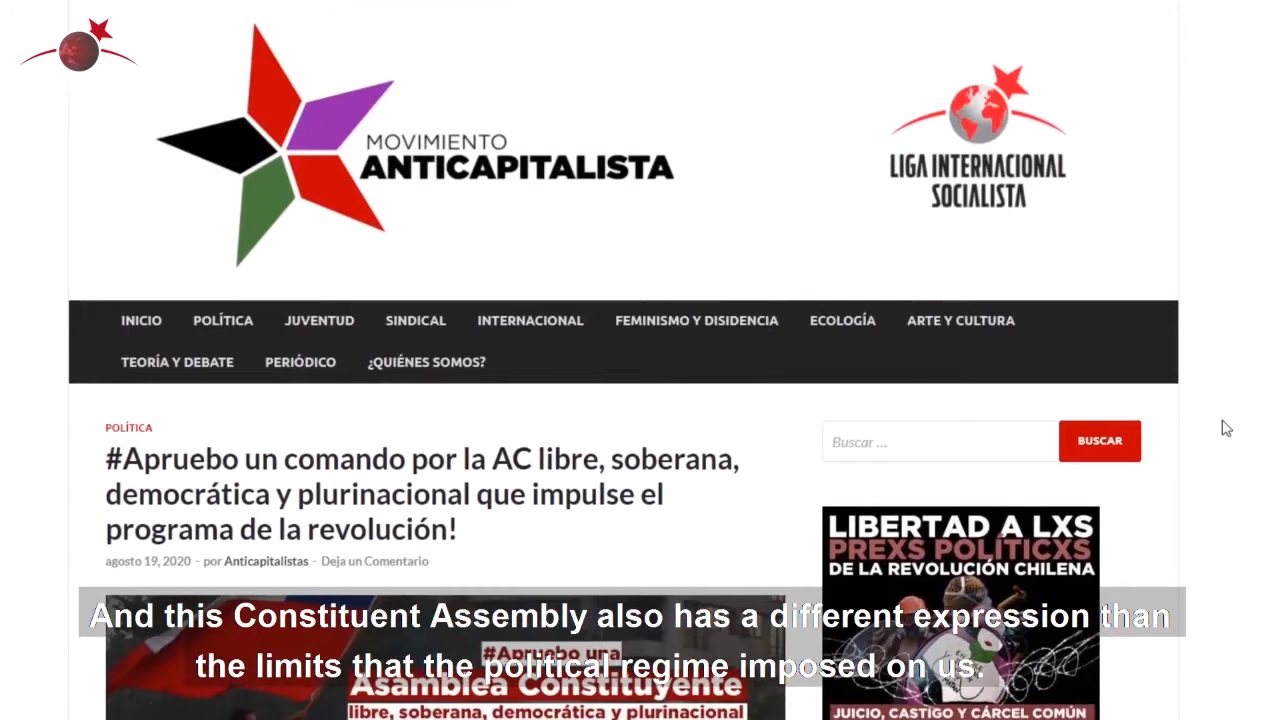 MOVIMIENTO
ANTICAPITALISTA
LIGA INTERNACIONAL
SOCIALISTA
INICIO POLÍTICA JUVENTUD SINDICAL INTERNACIONAL FEMINISMO Y DISIDENCIA ECOLOGÍA ARTE Y CULTURA
TEORÍA Y DEBATE PERIÓDICO ¿QUIÉNES SOMOS?
POLÍTICA
#Apruebo un comando por la AC libre, soberana,
democrática y plurinacional que impulse el
programa de la revolución!
agosto 19, 2020 - por Anticapitalistas - Deja un Comentario
Buscar ...
BUSCAR
LIBERTAD A LXS
PREXS POLÍTICXS
DE LA REVOLUCIÓN CHILENA
And this Constituent Assembly also has a different expression than
the limits that the political regime imposed on us.
#Apruebo una
Asamblea Constituyente
libre, soberana, democrática y plurinacional
JUICIO, CASTIGO Y CÁRCEL COMÚN